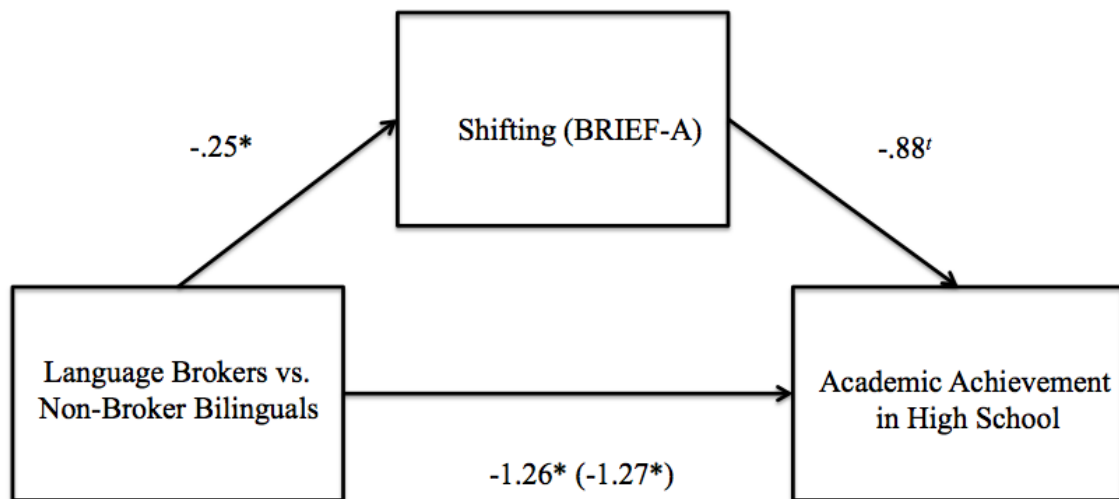 Shifting (BRIEF-A)
-.25*
-.88ᵗ
Language Brokers vs.
Non-Broker Bilinguals
Academic Achievement
in High School
-1.26* (-1.27*)